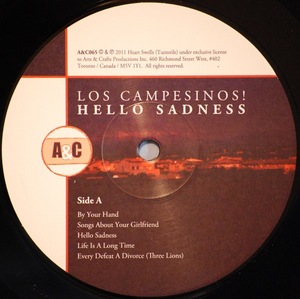 A&C065 © & ℗ 2011 Heart Swells (Turnstile) under exclusive license
to Arts & Crafts Productions Inc. 460 Richmond Street West, #402
Toronto / Canada / M5V 1Y1. All rights reserved.
LOS CAMPESINOS!
HELLO SADNESS
A&C
Side A
By Your Hand
Songs About Your Girlfriend
Hello Sadness
Life Is A Long Time
Every Defeat A Divorce (Three Lions)